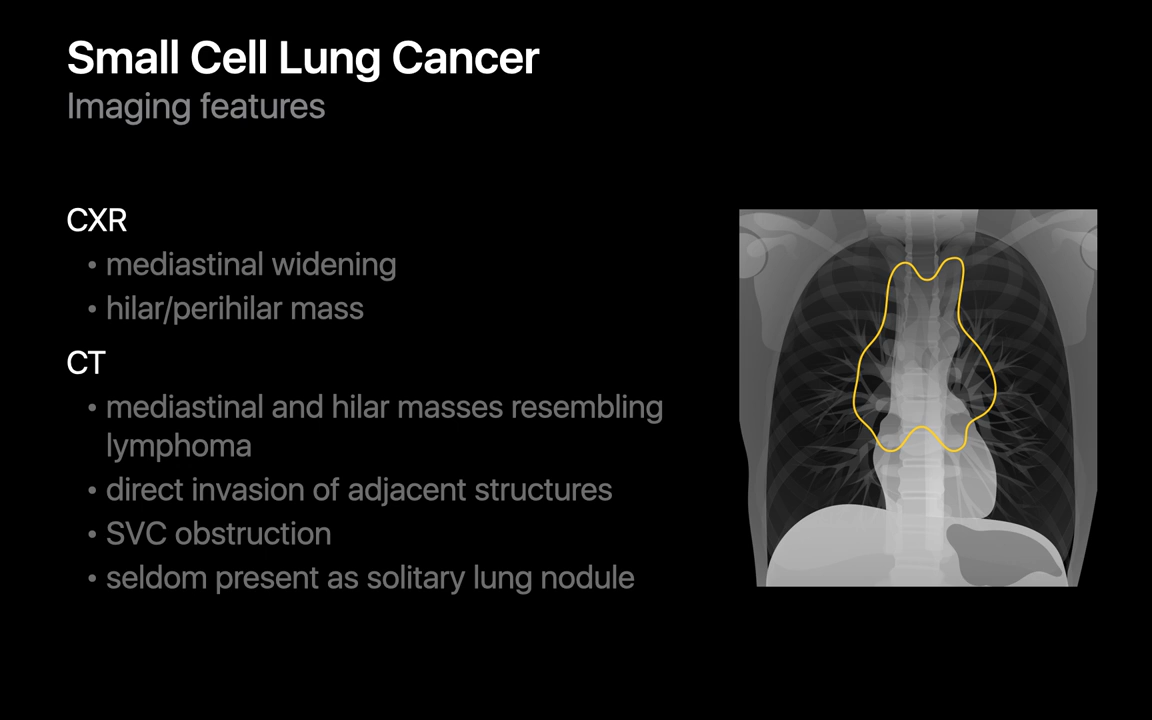 Small Cell Lung Cancer
Imaging features
CXR
• mediastinal widening
• hilar/perihilar mass
CT
• mediastinal and hilar masses resembling
lymphoma
• direct invasion of adjacent structures
• SVC obstruction
• seldom present as solitary lung nodule